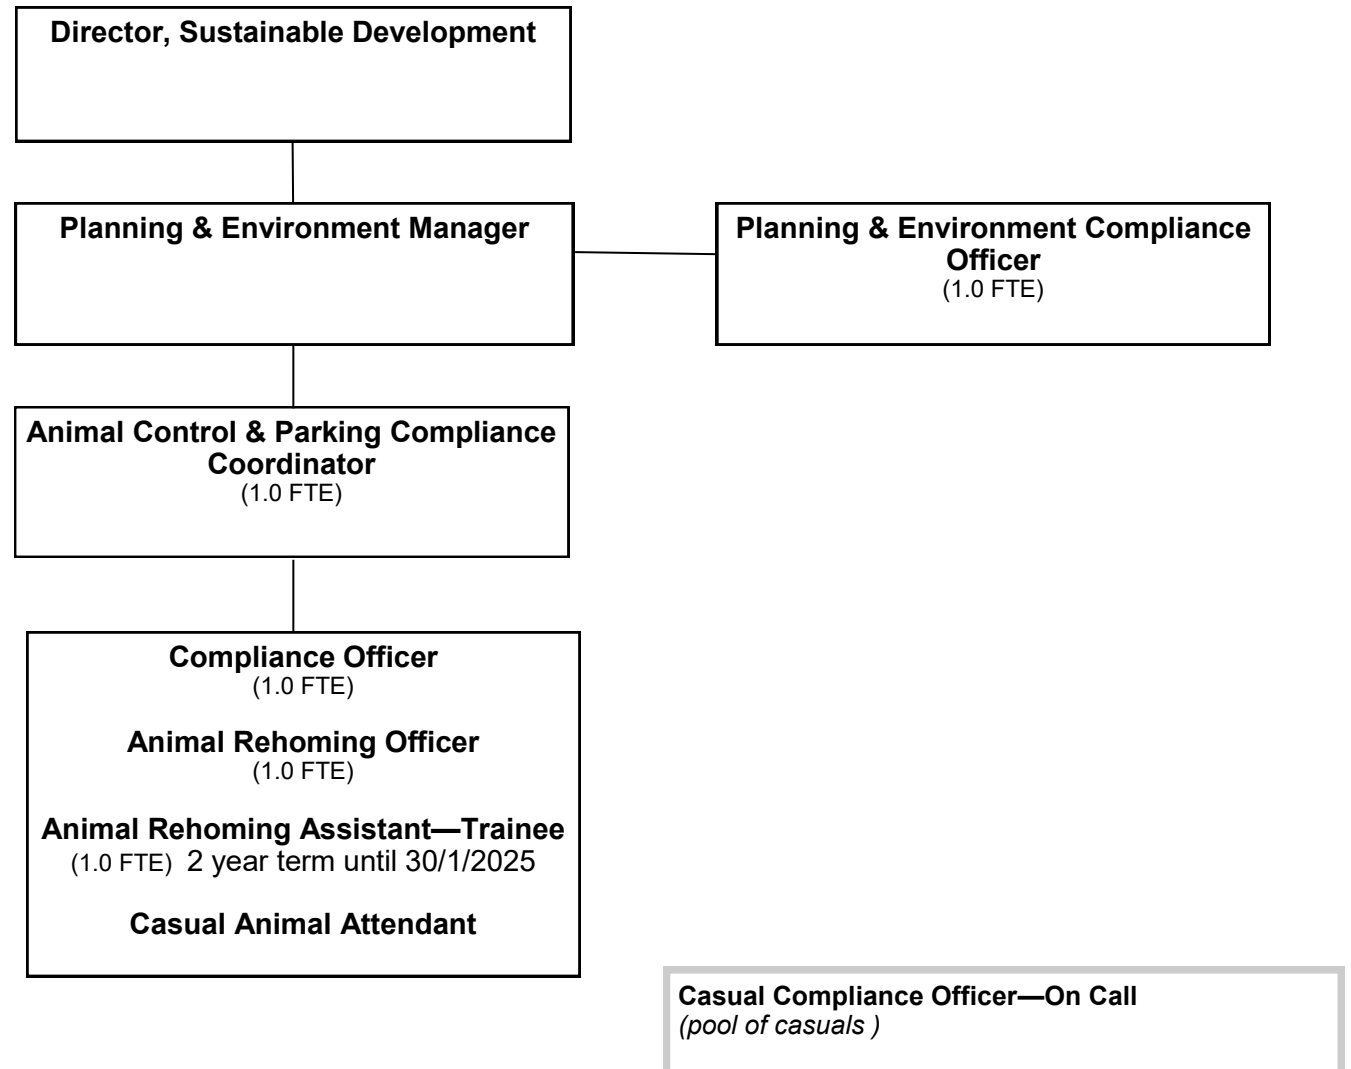 Director, Sustainable Development
Planning & Environment Manager
Planning & Environment Compliance
Officer
(1.0 FTE)
Animal Control & Parking Compliance
Coordinator
(1.0 FTE)
Compliance Officer
(1.0 FTE)
Animal Rehoming Officer
(1.0 FTE)
Animal Rehoming Assistant—Trainee
(1.0 FTE) 2 year term until 30/1/2025
Casual Animal Attendant
Casual Compliance Officer—On Call
(pool of casuals )